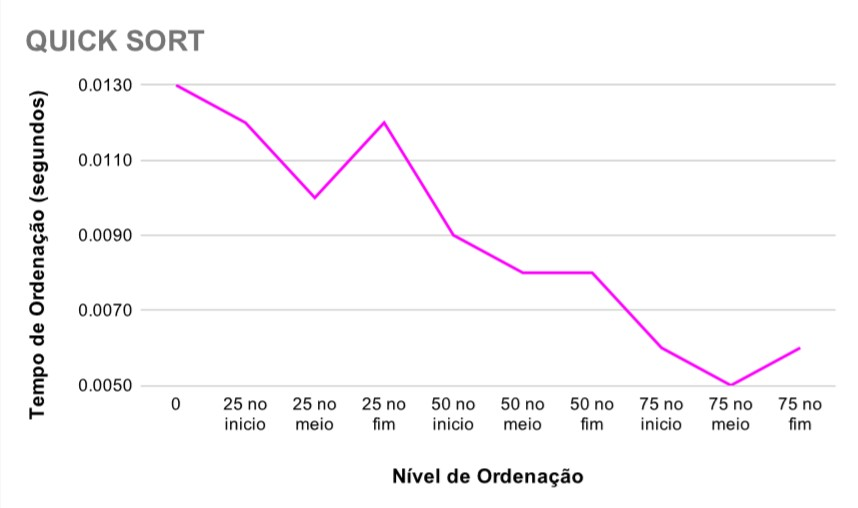 QUICK SORT
Tempo de Ordenação (segundos)
0.0130
0.0110
0.0090
0.0070
0.0050
0
25 no
inicio
25 no
meio
25 no
fim
50 no
inicio
50 no
meio
50 no
fim
75 no
inicio
75 no
meio
75 no
fim
Nível de Ordenação